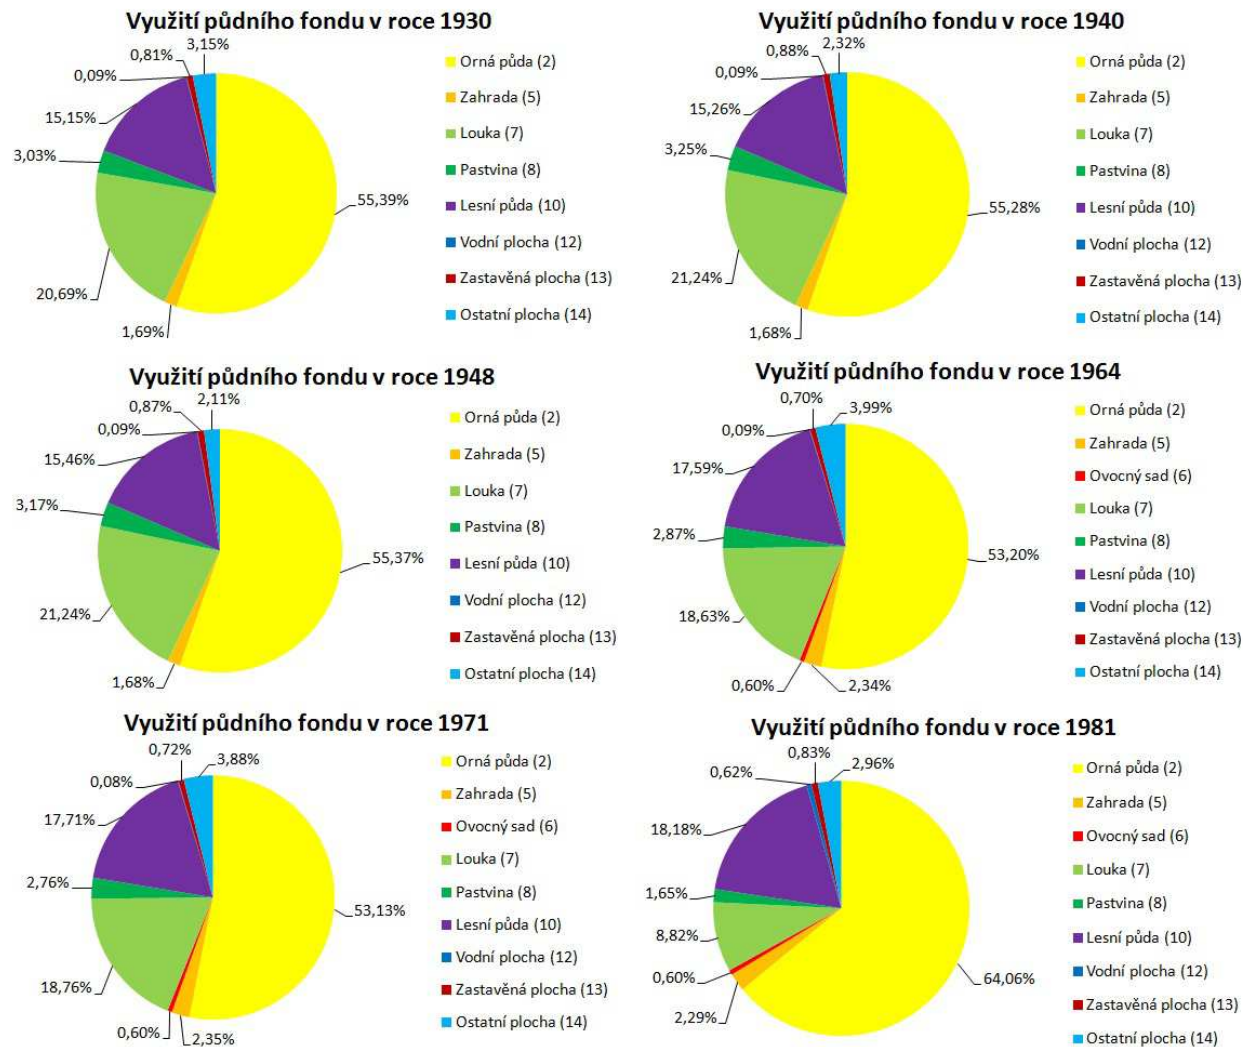 Využití půdního fondu v roce 1930
3,15%
0,81%
0,09%
15,15%
3,03%
20,69%
1,69%
55,39%
Orná půda (2)
Zahrada (5)
Louka (7)
Pastvina (8)
Lesní půda (10)
Vodní plocha (12)
Zastavěná plocha (13)
Ostatní plocha (14)
Využití půdního fondu v roce 1940
2,32%
0,88%
0,09%
15,26%
3,25%
21,24%
1,68%
55,28%
Orná půda (2)
Zahrada (5)
Louka (7)
Pastvina (8)
Lesní půda (10)
Vodní plocha (12)
Zastavěná plocha (13)
Ostatní plocha (14)
Využití půdního fondu v roce 1948
2,11%
0,87%
0,09%
15,46%
3,17%
21,24%
1,68%
55,37%
Orná půda (2)
Zahrada (5)
Louka (7)
Pastvina (8)
Lesní půda (10)
Vodní plocha (12)
Zastavěná plocha (13)
Ostatní plocha (14)
Využití půdního fondu v roce 1964
0,70%
3,99%
0,09%
17,59%
2,87%
18,63%
0,60%
2,34%
53,20%
Orná půda (2)
Zahrada (5)
Ovocný sad (6)
Louka (7)
Pastvina (8)
Lesní půda (10)
Vodní plocha (12)
Zastavěná plocha (13)
Ostatní plocha (14)
Využití půdního fondu v roce 1971
0,72%
3,88%
0,08%
17,71%
2,76%
18,76%
0,60%
2,35%
53,13%
Orná půda (2)
Zahrada (5)
Ovocný sad (6)
Louka (7)
Pastvina (8)
Lesní půda (10)
Vodní plocha (12)
Zastavěná plocha (13)
Ostatní plocha (14)
Využití půdního fondu v roce 1981
0,83%
2,96%
0,62%
18,18%
1,65%
8,82%
0,60%
2,29%
64,06%
Orná půda (2)
Zahrada (5)
Ovocný sad (6)
Louka (7)
Pastvina (8)
Lesní půda (10)
Vodní plocha (12)
Zastavěná plocha (13)
Ostatní plocha (14)